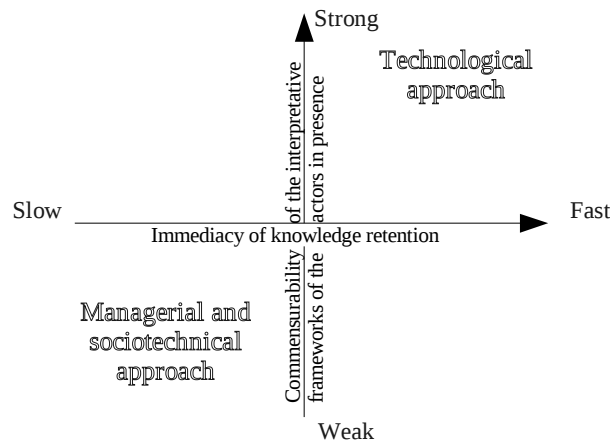 Strong
Technological
approach
Commensurability of the interpretative
frameworks of the actors in presence
Slow
Fast
Immediacy of knowledge retention
Managerial and
sociotechnical
approach
Weak